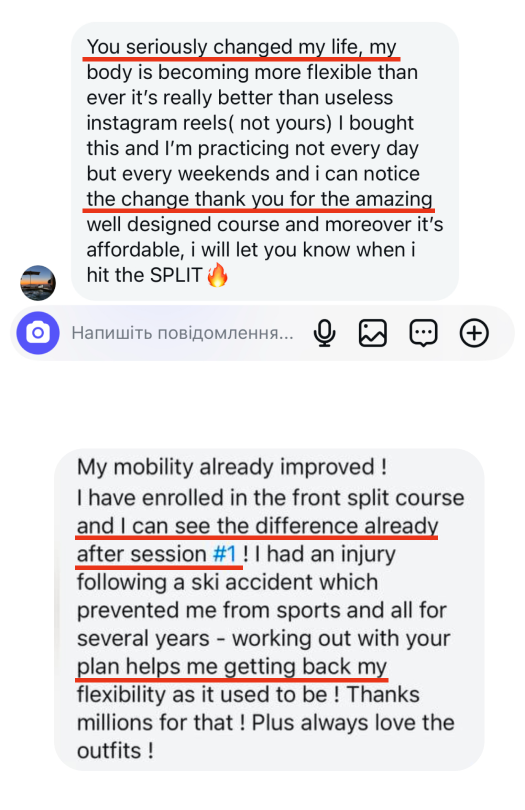 You seriously changed my life, my
body is becoming more flexible than
ever it's really better than useless
instagram reels( not yours) I bought
this and I'm practicing not every day
but every weekends and i can notice
the change thank you for the amazing
well designed course and moreover it's
affordable, i will let you know when i
hit the SPLIT🔥
Напишіть повідомлення...
My mobility already improved !
I have enrolled in the front split course
and I can see the difference already
after session #1 ! I had an injury
following a ski accident which
prevented me from sports and all for
several years - working out with your
plan helps me getting back my
flexibility as it used to be ! Thanks
millions for that ! Plus always love the
outfits !